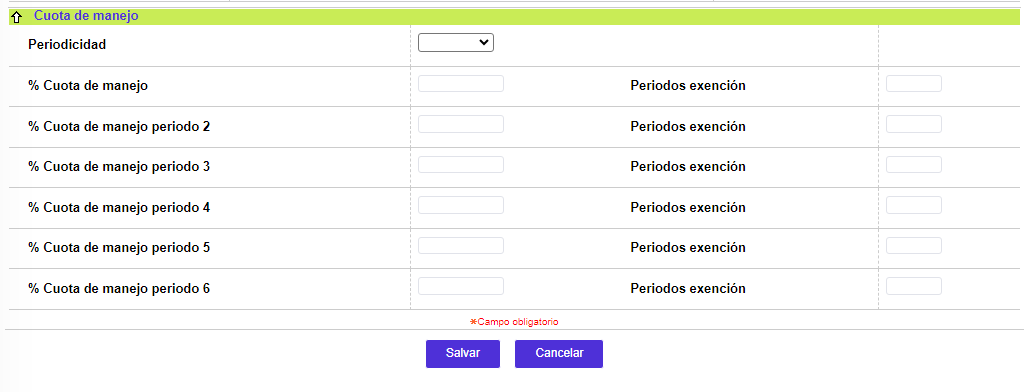 Cuota de manejo
Periodicidad
% Cuota de manejo Periodos exención
% Cuota de manejo periodo 2 Periodos exención
% Cuota de manejo periodo 3 Periodos exención
% Cuota de manejo periodo 4 Periodos exención
% Cuota de manejo periodo 5 Periodos exención
% Cuota de manejo periodo 6 Periodos exención
*Campo obligatorio
Salvar Cancelar